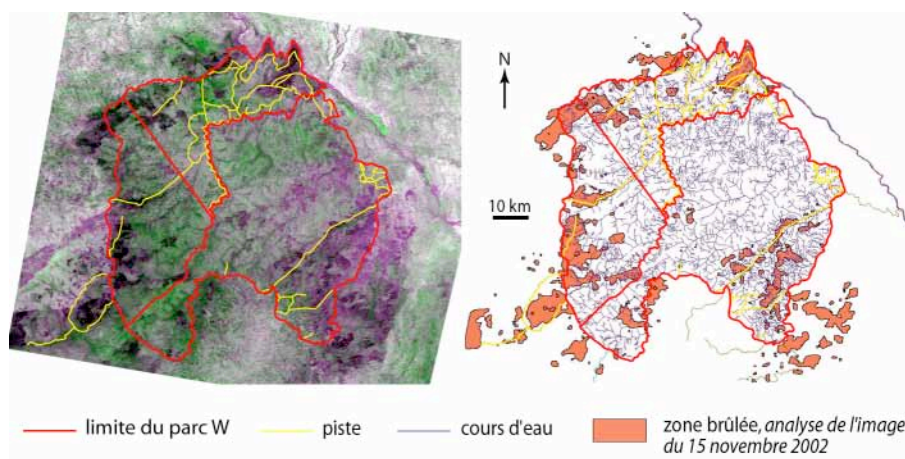 N
10 km
limite du parc W
piste
cours d'eau
zone brûlée, analyse de l'image
du 15 novembre 2002